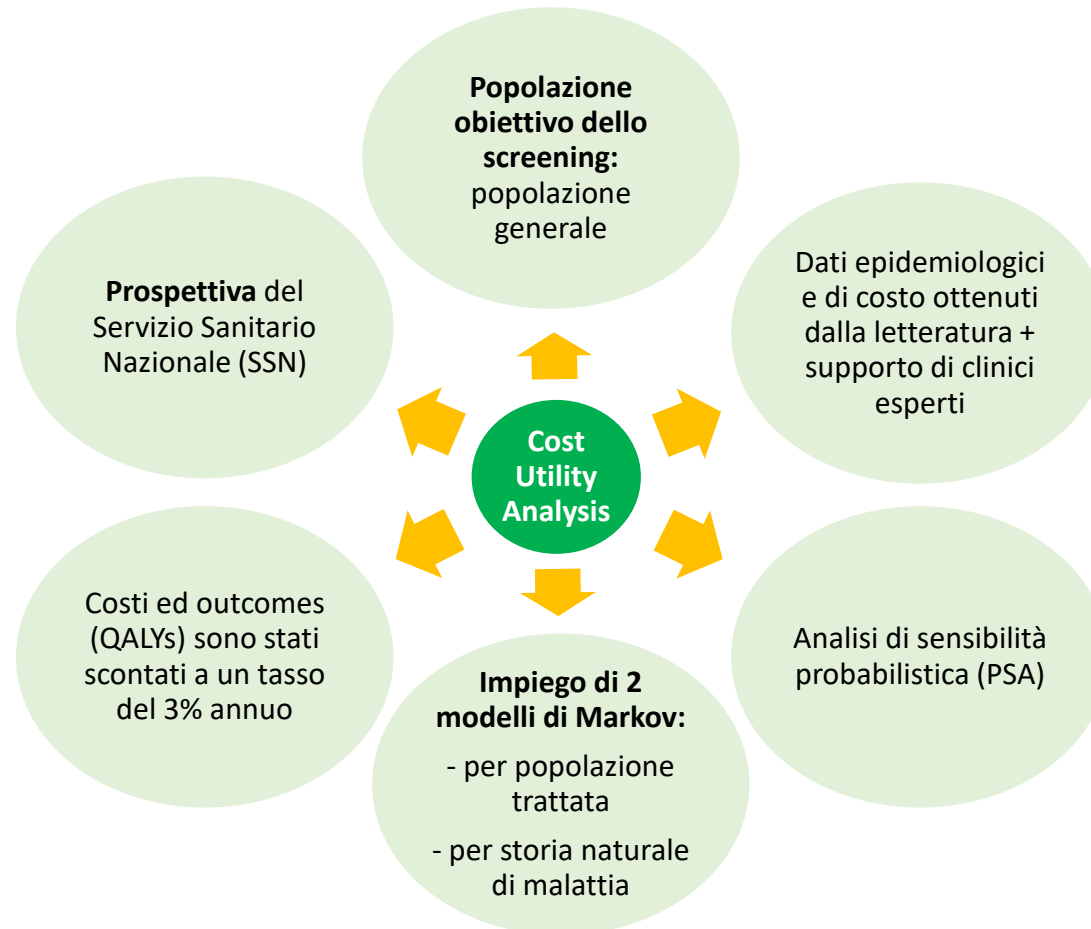 Popolazione
obiettivo dello
screening:
popolazione
generale
Dati epidemiologici
e di costo ottenuti
dalla letteratura +
supporto di clinici
esperti
Analisi di sensibilità
probabilistica (PSA)
Impiego di 2
modelli di Markov:
- per popolazione
trattata
- per storia naturale
di malattia
Costi ed outcomes
(QALYs) sono stati
scontati a un tasso
del 3% annuo
Prospettiva del
Servizio Sanitario
Nazionale (SSN)
Cost
Utility
Analysis